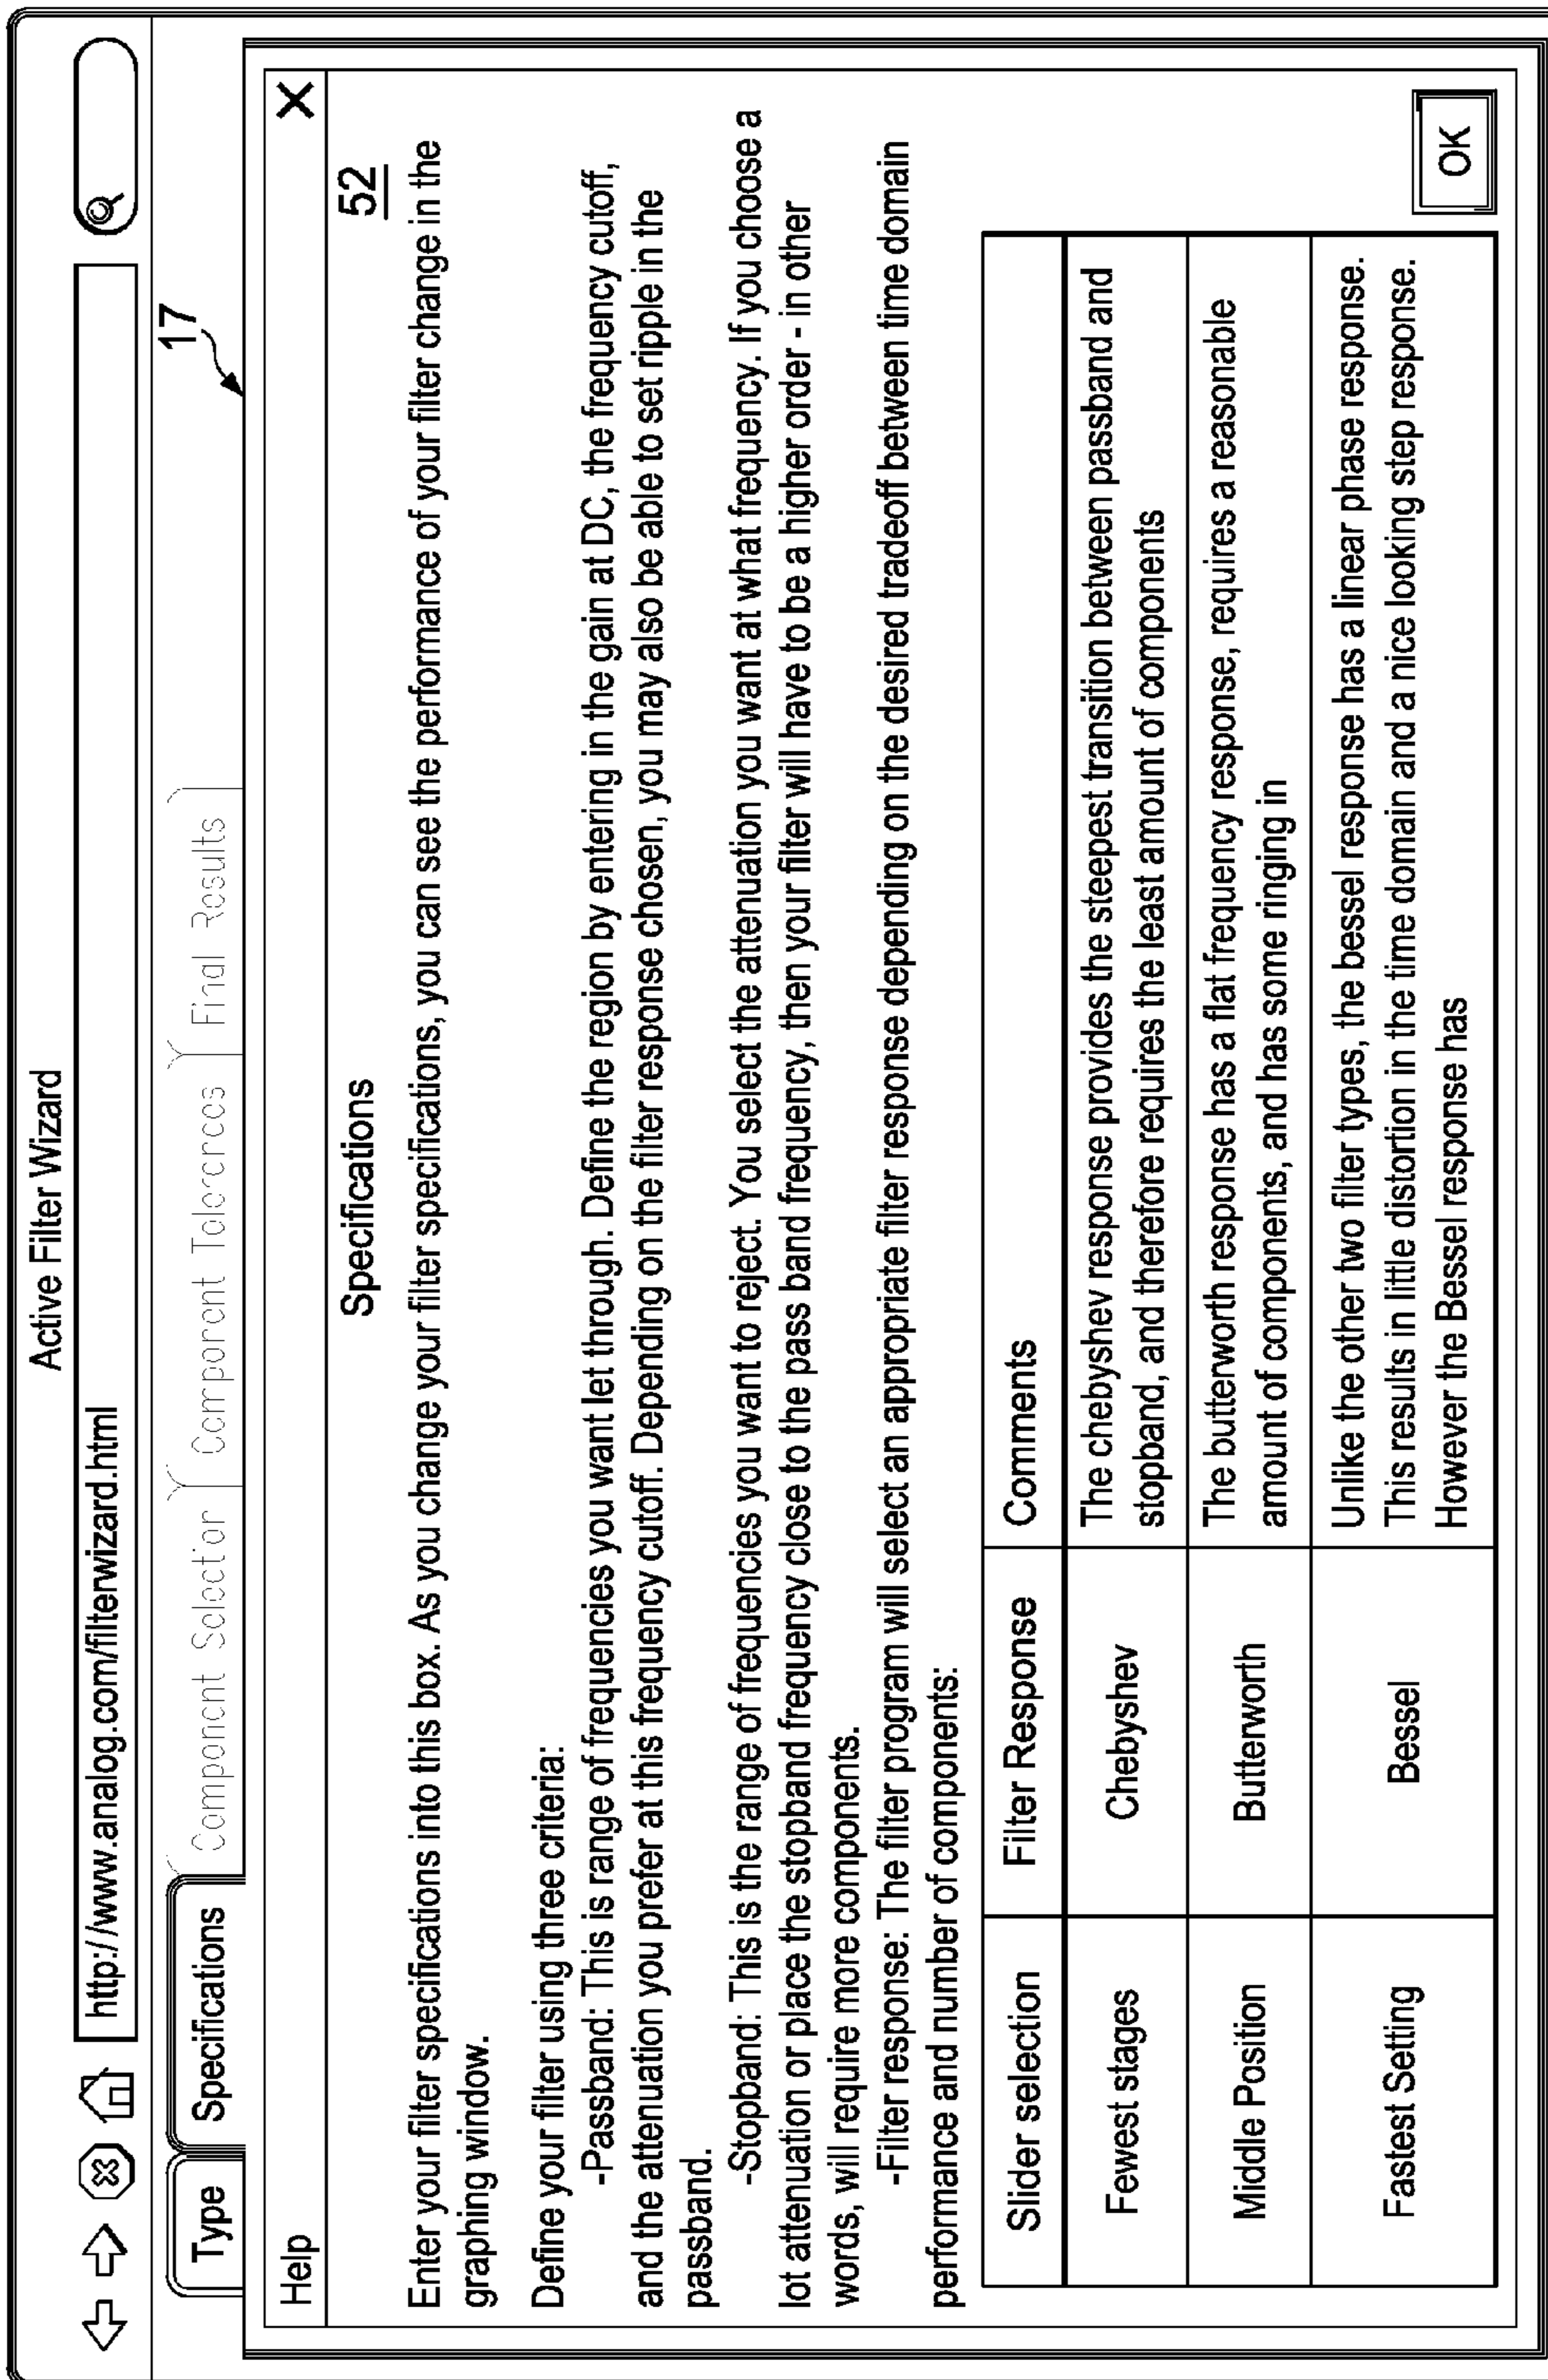 Active Filter Wizard
http://www.analog.com/filterwizard.html
17
Type
Specifications
Component Selector
Component Tolerances
Final Results
Help
X
52
Specifications
Enter your filter specifications into this box. As you change your filter specifications, you can see the performance of your filter change in the
graphing window.
Define your filter using three criteria:
-Passband: This is range of frequencies you want let through. Define the region by entering in the gain at DC, the frequency cutoff,
and the attenuation you prefer at this frequency cutoff. Depending on the filter response chosen, you may also be able to set ripple in the
passband.
-Stopband: This is the range of frequencies you want to reject. You select the attenuation you want at what frequency. If you choose a
lot attenuation or place the stopband frequency close to the pass band frequency, then your filter will have to be a higher order - in other
words, will require more components.
-Filter response: The filter program will select an appropriate filter response depending on the desired tradeoff between time domain
performance and number of components:
Slider selection
Filter Response
Comments
Fewest stages
Chebyshev
The chebyshev response provides the steepest transition between passband and
stopband, and therefore requires the least amount of components
Middle Position
Butterworth
The butterworth response has a flat frequency response, requires a reasonable
amount of components, and has some ringing in
Fastest Setting
Bessel
Unlike the other two filter types, the bessel response has a linear phase response.
This results in little distortion in the time domain and a nice looking step response.
However the Bessel response has
OK